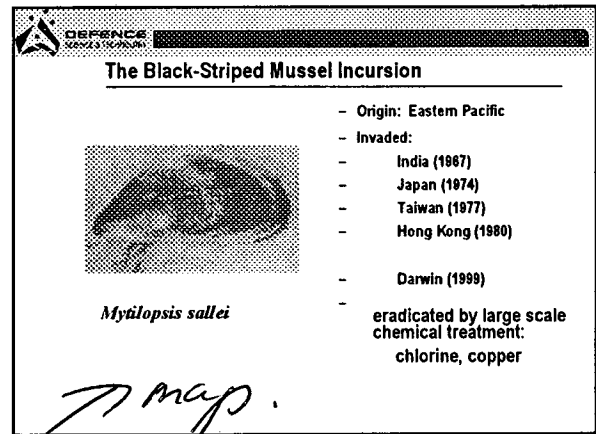 DEFENCE
The Black-Striped Mussel Incursion
– Origin: Eastern Pacific
– Invaded:
– India (1967)
– Japan (1974)
– Taiwan (1977)
– Hong Kong (1980)
– Darwin (1999)
–
eradicated by large scale
chemical treatment:
chlorine, copper
Mytilopsis sallei
map.